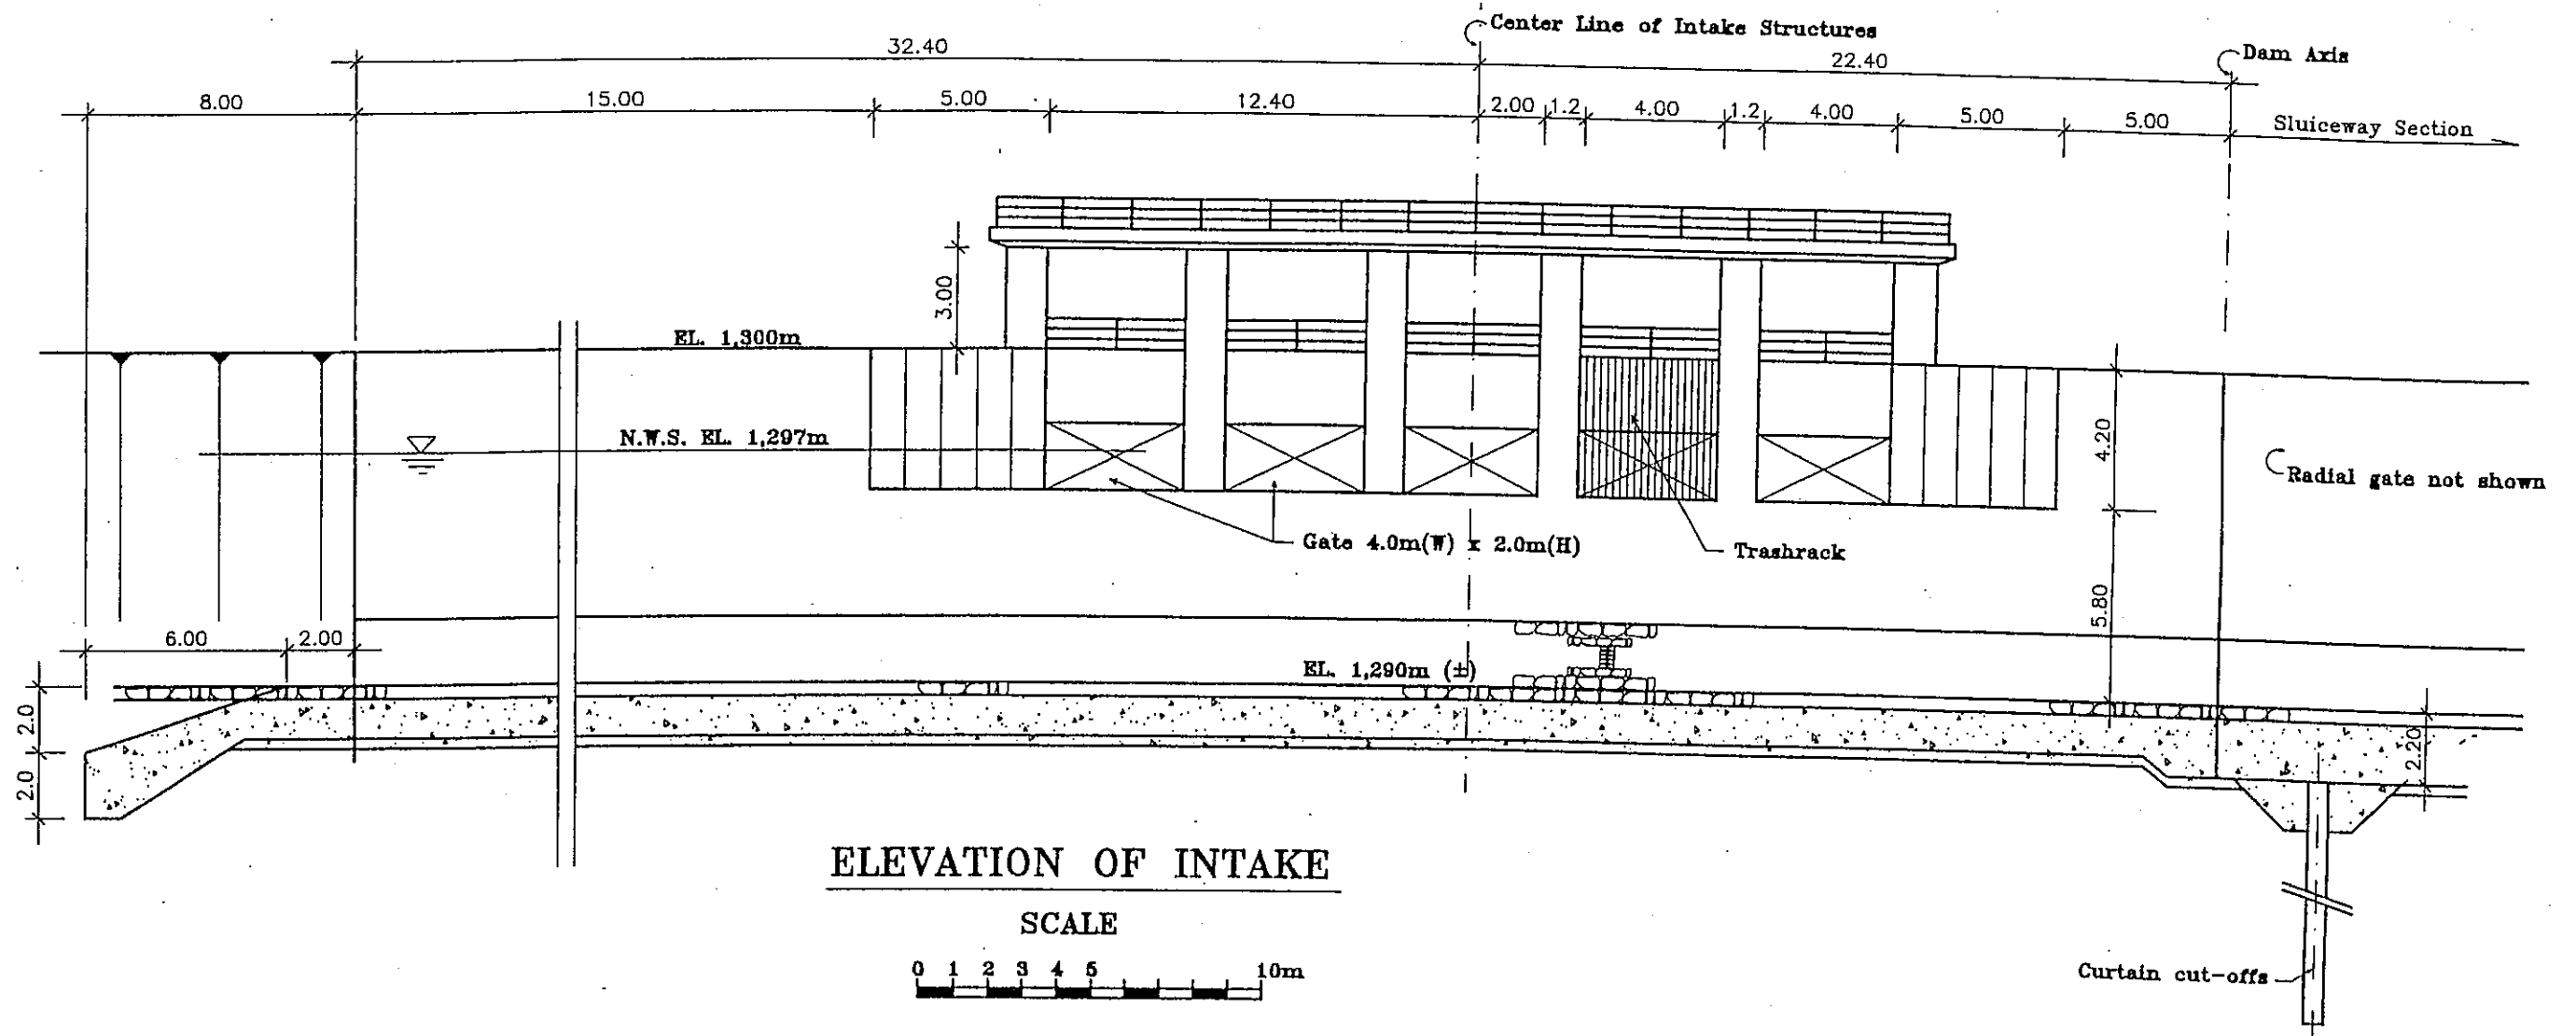 Center Line of Intake Structures
32.40
22.40
Dam Axis
8.00
15.00
5.00
12.40
2.00
1.2
4.00
1.2
4.00
5.00
5.00
Sluiceway Section
3.00
EL. 1,300m
N.W.S. EL. 1,297m
4.20
Radial gate not shown
Gate 4.0m(W) x 2.0m(H)
Trashrack
5.80
6.00
2.00
EL. 1,290m (±)
2.0
2.0
2.20
ELEVATION OF INTAKE
SCALE
0 1 2 3 4 5 10m
Curtain cut-offs